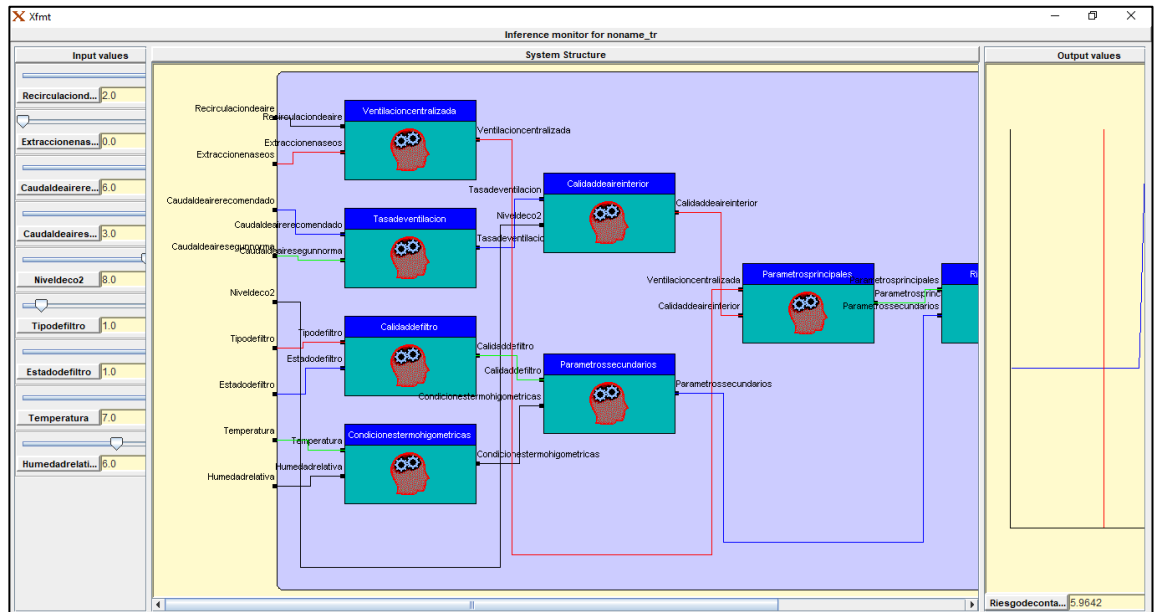 Xfmt
Inference monitor for noname_tr
Input values
System Structure
Output values
Recirculaciond... 2.0
Extraccionenas... 0.0
Caudaldeairere... 6.0
Caudaldeaires... 3.0
Niveldeco2 8.0
Tipodefiltro 1.0
Estadodefiltro 1.0
Temperatura 7.0
Humedadrelati... 6.0
Recirculaciondeaire
Extraccionenaseos
Caudaldeairerecomendado
Caudaldeairesegunnorma
Niveldeco2
Tipodefiltro
Estadodefiltro
Temperatura
Humedadrelativa
Recirculaciondeaire
Extraccionenaseos
Ventilacioncentralizada
Ventilacioncentralizada
Caudaldeairerecomendado
Caudaldeairesegunnorma
Tasadeventilacion
Tasadeventilacio
Tipodefiltro
Estadodefiltro
Calidaddefiltro
Calidaddefiltro
Temperatura
Humedadrelativa
Condicionestermohigometricas
Condicionestermohigometricas
Tasadeventilacion
Niveldeco2
Calidaddeaireinterior
Calidaddeaireinterior
Calidaddefiltro
Condicionestermohigometricas
Parametrossecundarios
Parametrossecundarios
Ventilacioncentralizada
Calidaddeaireinterior
Parametrosprincipales
Parametrosprinc
Parametrosprincipales
Parametrossecundarios
Ri
Riesgodeconta... 5.9642